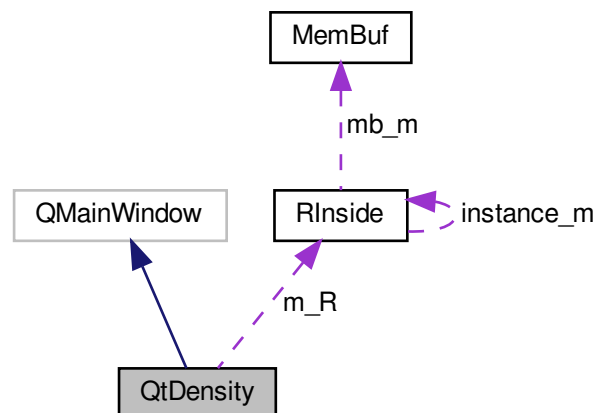 MemBuf
mb_m
QMainWindow
RInside
instance_m
m_R
QtDensity